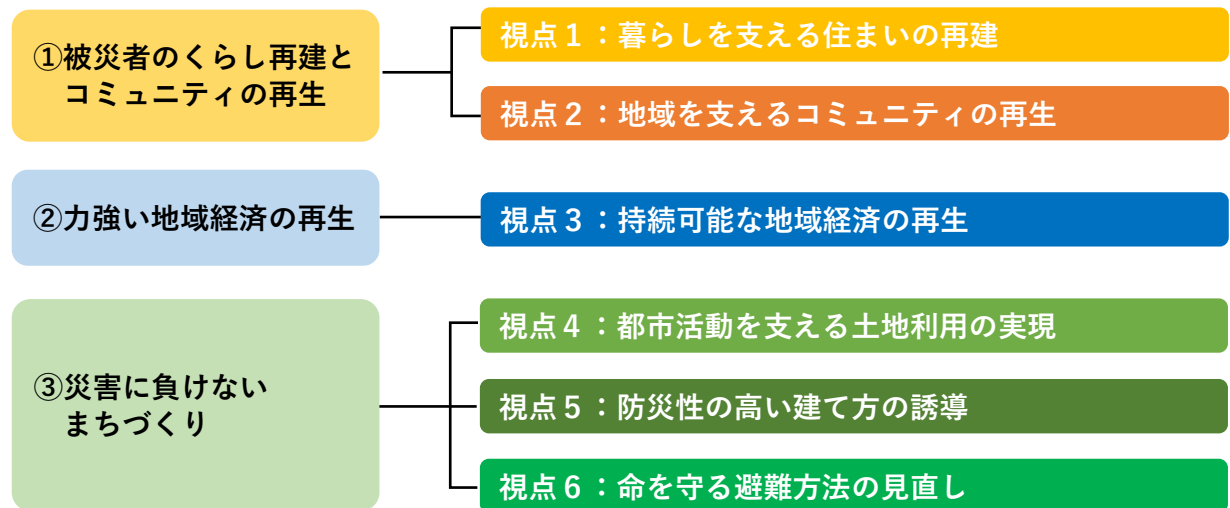 ①被災者のくらし再建と
コミュニティの再生
視点１：暮らしを支える住まいの再建
視点２：地域を支えるコミュニティの再生
②力強い地域経済の再生
視点３：持続可能な地域経済の再生
③災害に負けない
まちづくり
視点４：都市活動を支える土地利用の実現
視点５：防災性の高い建て方の誘導
視点６：命を守る避難方法の見直し